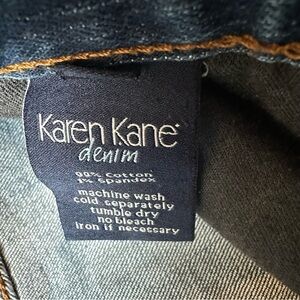 Karen Kane
denim
99% Cotton
1% Spandex
machine wash
cold separately
tumble dry
no bleach
iron if necessary